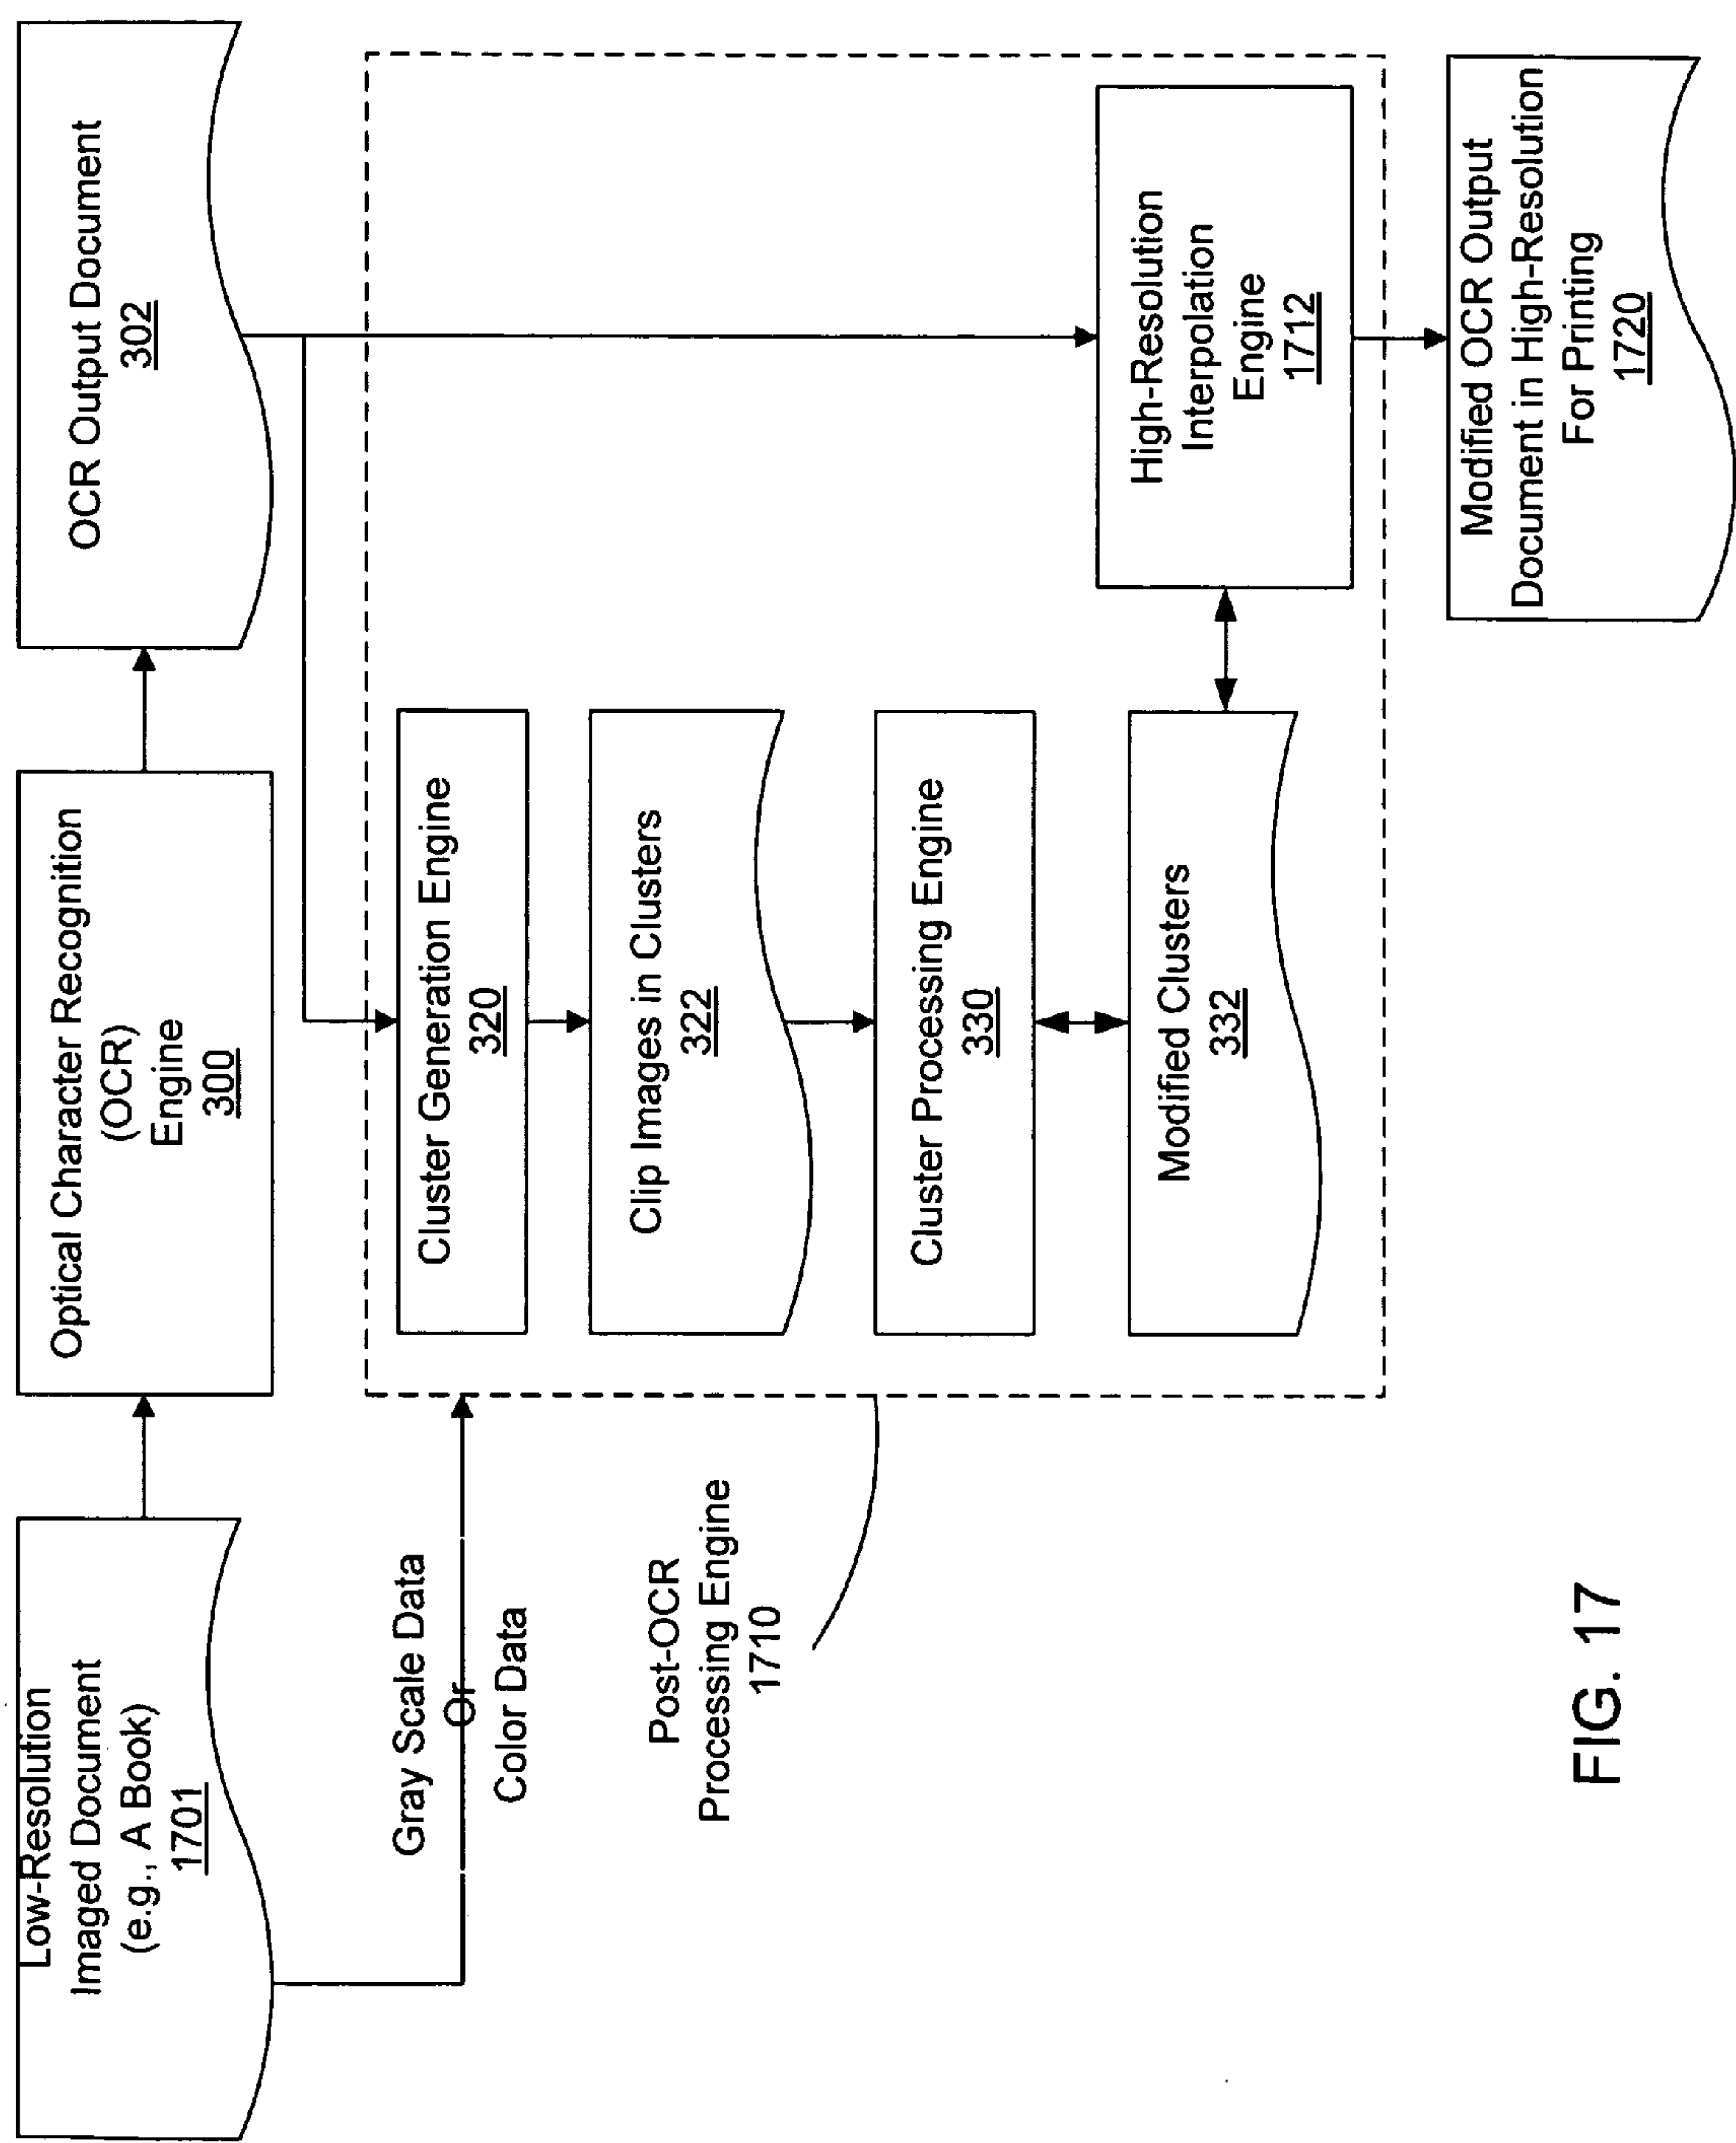 Low-Resolution
Imaged Document
(e.g., A Book)
1701
Optical Character Recognition
(OCR)
Engine
300
OCR Output Document
302
Gray Scale Data
Or
Color Data
Post-OCR
Processing Engine
1710
Cluster Generation Engine
320
Clip Images in Clusters
322
Cluster Processing Engine
330
Modified Clusters
332
High-Resolution
Interpolation
Engine
1712
Modified OCR Output
Document in High-Resolution
For Printing
1720
FIG. 17